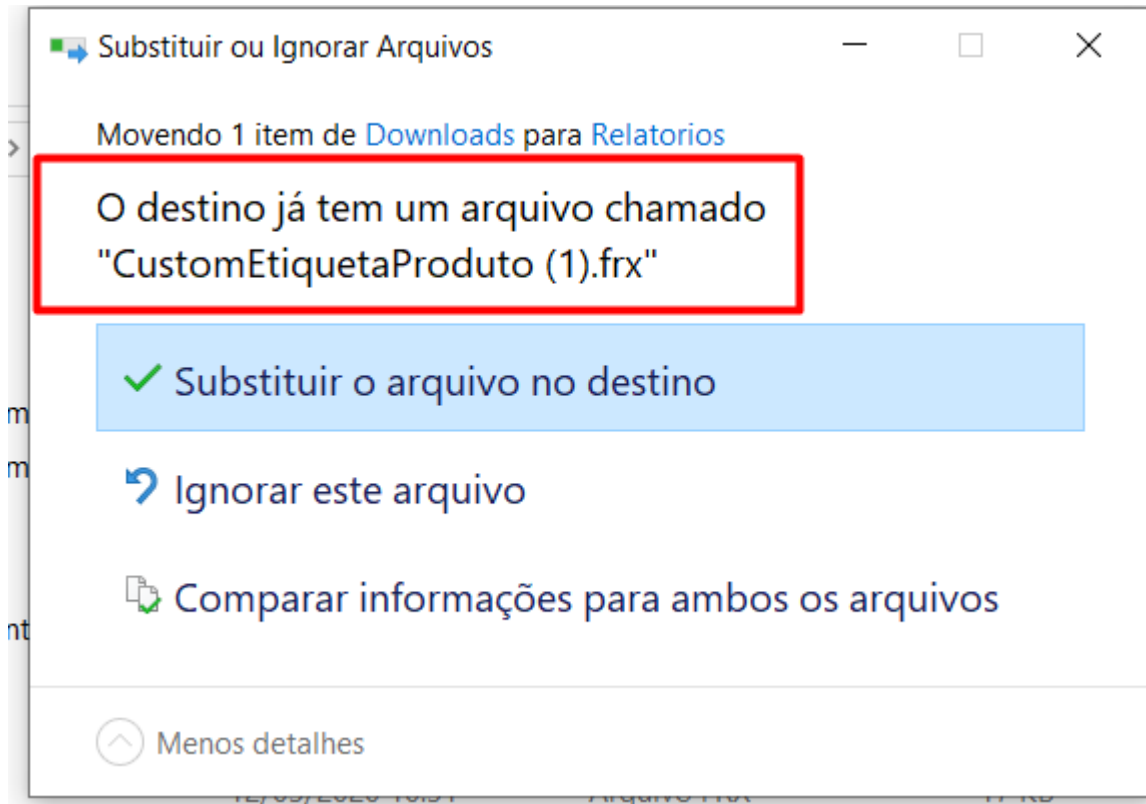 Substituir ou Ignorar Arquivos
Movendo 1 item de Downloads para Relatorios
O destino já tem um arquivo chamado
"CustomEtiquetaProduto (1).frx"
Substituir o arquivo no destino
Ignorar este arquivo
Comparar informações para ambos os arquivos
Menos detalhes